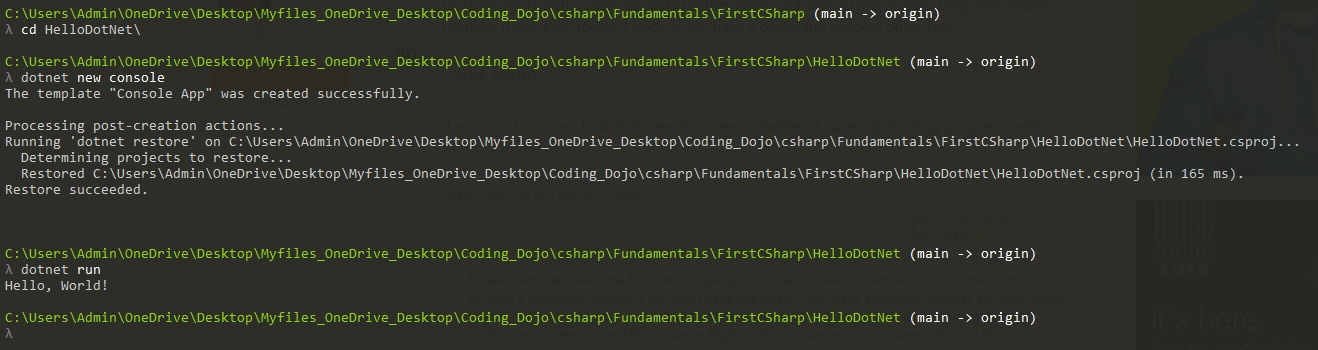 C:\Users\Admin\OneDrive\Desktop\Myfiles_OneDrive_Desktop\Coding_Dojo\csharp\Fundamentals\FirstCSharp (main -> origin)
λ cd HelloDotNet\
C:\Users\Admin\OneDrive\Desktop\Myfiles_OneDrive_Desktop\Coding_Dojo\csharp\Fundamentals\FirstCSharp\HelloDotNet (main -> origin)
λ dotnet new console
The template "Console App" was created successfully.
Processing post-creation actions...
Running 'dotnet restore' on C:\Users\Admin\OneDrive\Desktop\Myfiles_OneDrive_Desktop\Coding_Dojo\csharp\Fundamentals\FirstCSharp\HelloDotNet\HelloDotNet.csproj...
  Determining projects to restore...
  Restored C:\Users\Admin\OneDrive\Desktop\Myfiles_OneDrive_Desktop\Coding_Dojo\csharp\Fundamentals\FirstCSharp\HelloDotNet\HelloDotNet.csproj (in 165 ms).
Restore succeeded.
C:\Users\Admin\OneDrive\Desktop\Myfiles_OneDrive_Desktop\Coding_Dojo\csharp\Fundamentals\FirstCSharp\HelloDotNet (main -> origin)
λ dotnet run
Hello, World!
C:\Users\Admin\OneDrive\Desktop\Myfiles_OneDrive_Desktop\Coding_Dojo\csharp\Fundamentals\FirstCSharp\HelloDotNet (main -> origin)
λ
CISCO
It's here